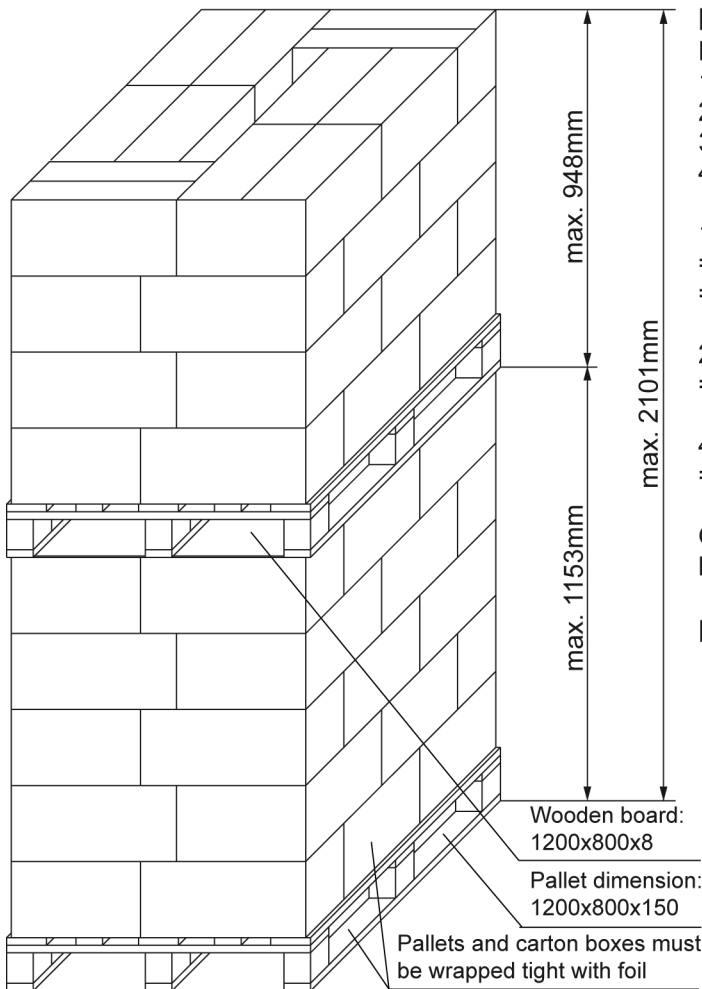 max. 948mm
max. 2101mm
max. 1153mm
Wooden board:
1200x800x8
Pallet dimension:
1200x800x150
Pallets and carton boxes must
be wrapped tight with foil